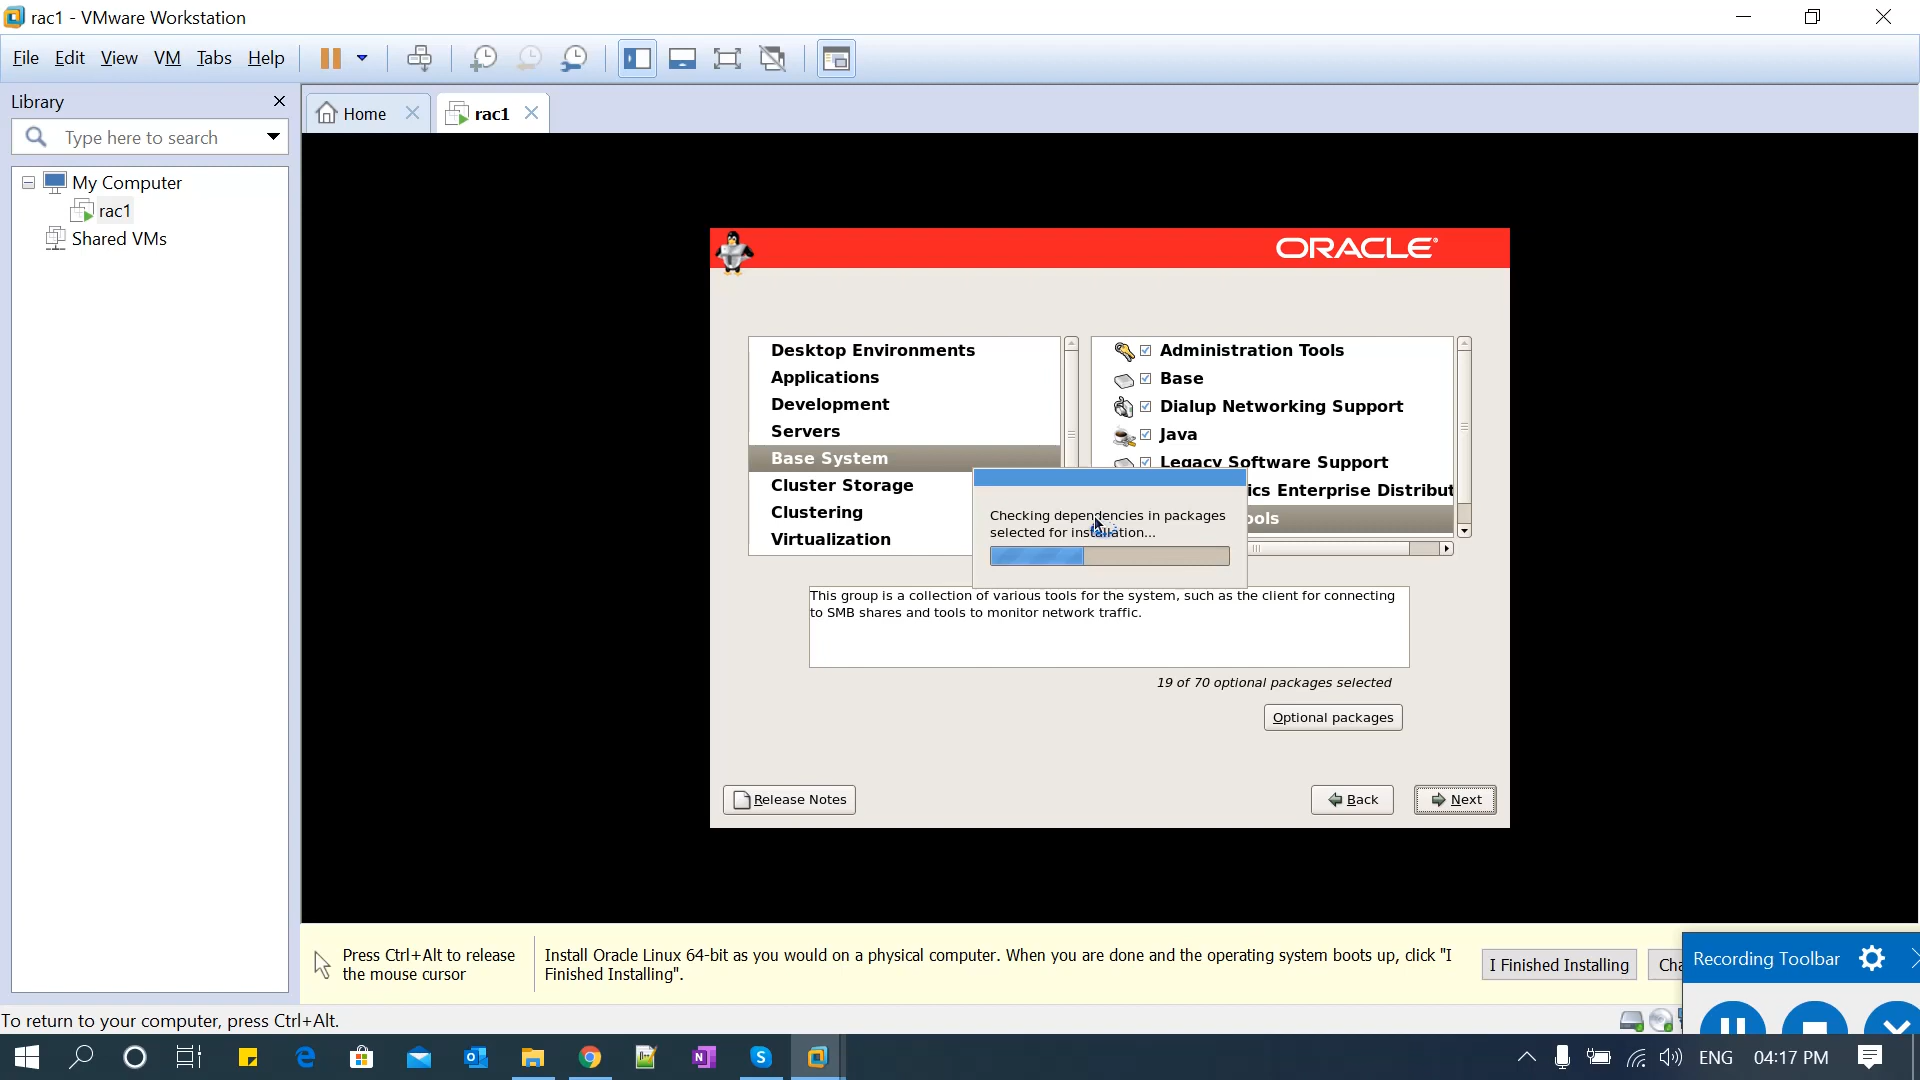 rac1 - VMware Workstation
File Edit View VM Tabs Help
Library
Type here to search
My Computer
rac1
Shared VMs
Home
rac1
ORACLE
Desktop Environments
Applications
Development
Servers
Base System
Cluster Storage
Clustering
Virtualization
Administration Tools
Base
Dialup Networking Support
Java
Legacy Software Support
ics Enterprise Distribut
ools
Checking dependencies in packages
selected for installation...
This group is a collection of various tools for the system, such as the client for connecting
to SMB shares and tools to monitor network traffic.
19 of 70 optional packages selected
Optional packages
Release Notes
Back
Next
Press Ctrl+Alt to release
the mouse cursor
Install Oracle Linux 64-bit as you would on a physical computer. When you are done and the operating system boots up, click "I
Finished Installing".
I Finished Installing
Cha
Recording Toolbar
To return to your computer, press Ctrl+Alt.
ENG
04:17 PM